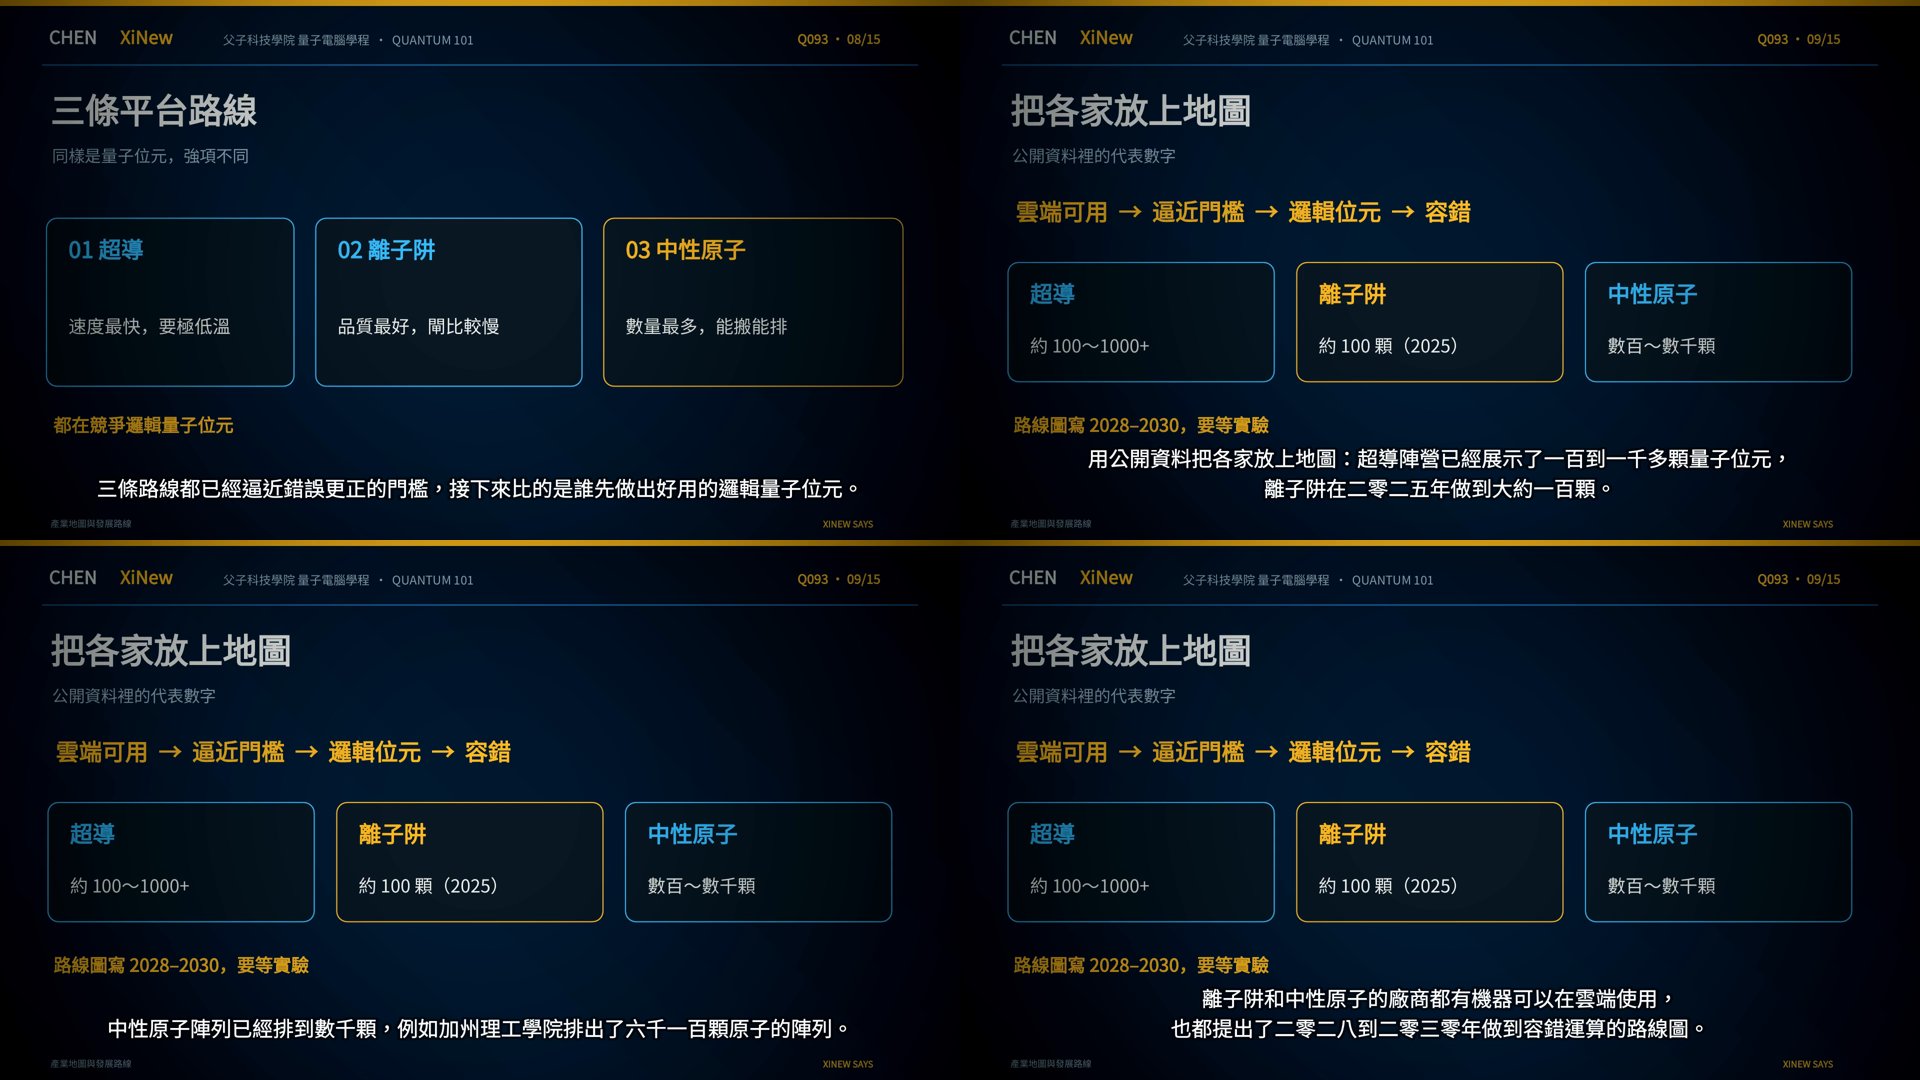 CHEN XiNew 父子科技學院 量子電腦學程 · QUANTUM 101 Q093 · 08/15
三條平台路線
同樣是量子位元，強項不同
01 超導
速度最快，要極低溫
02 離子阱
品質最好，閘比較慢
03 中性原子
數量最多，能搬能排
都在競爭邏輯量子位元
三條路線都已經逼近錯誤更正的門檻，接下來比的是誰先做出好用的邏輯量子位元。
產業地圖與發展路線 XINEW SAYS
CHEN XiNew 父子科技學院 量子電腦學程 · QUANTUM 101 Q093 · 09/15
把各家放上地圖
公開資料裡的代表數字
雲端可用 → 逼近門檻 → 邏輯位元 → 容錯
超導
約 100～1000+
離子阱
約 100 顆（2025）
中性原子
數百～數千顆
路線圖寫 2028–2030，要等實驗
用公開資料把各家放上地圖：超導陣營已經展示了一百到一千多顆量子位元，
離子阱在二零二五年做到大約一百顆。
產業地圖與發展路線 XINEW SAYS
CHEN XiNew 父子科技學院 量子電腦學程 · QUANTUM 101 Q093 · 09/15
把各家放上地圖
公開資料裡的代表數字
雲端可用 → 逼近門檻 → 邏輯位元 → 容錯
超導
約 100～1000+
離子阱
約 100 顆（2025）
中性原子
數百～數千顆
路線圖寫 2028–2030，要等實驗
中性原子陣列已經排到數千顆，例如加州理工學院排出了六千一百顆原子的陣列。
產業地圖與發展路線 XINEW SAYS
CHEN XiNew 父子科技學院 量子電腦學程 · QUANTUM 101 Q093 · 09/15
把各家放上地圖
公開資料裡的代表數字
雲端可用 → 逼近門檻 → 邏輯位元 → 容錯
超導
約 100～1000+
離子阱
約 100 顆（2025）
中性原子
數百～數千顆
路線圖寫 2028–2030，要等實驗
離子阱和中性原子的廠商都有機器可以在雲端使用，
也都提出了二零二八到二零三零年做到容錯運算的路線圖。
產業地圖與發展路線 XINEW SAYS